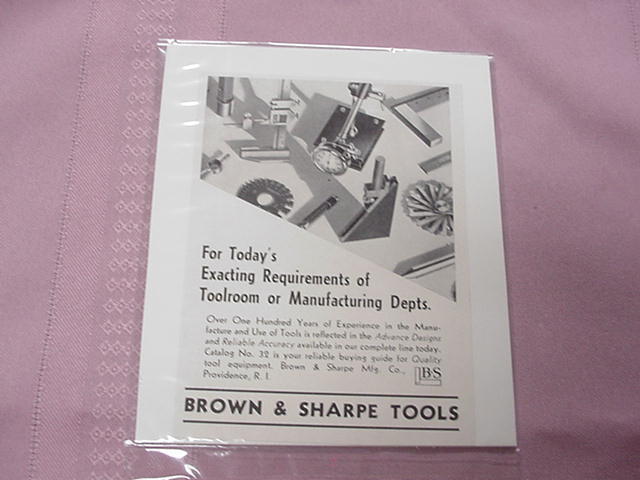 For Today's
Exacting Requirements of
Toolroom or Manufacturing Depts.
Over One Hundred Years of Experience in the Manu-
facture and Use of Tools is reflected in the Advance Designs
and Reliable Accuracy available in our complete line today.
Catalog No. 32 is your reliable buying guide for Quality
tool equipment. Brown & Sharpe Mfg. Co.,
Providence, R. I.
BS
BROWN & SHARPE TOOLS